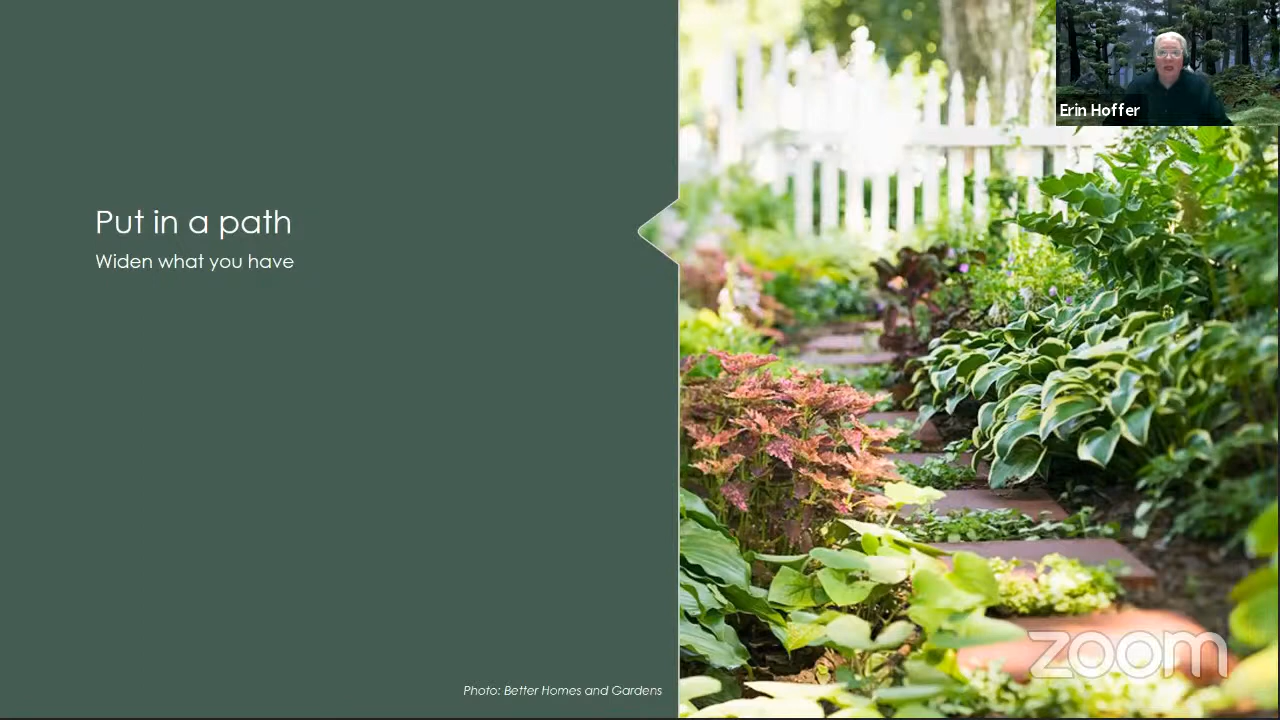 Put in a path
Widen what you have
Photo: Better Homes and Gardens
Erin Hoffer
zoom